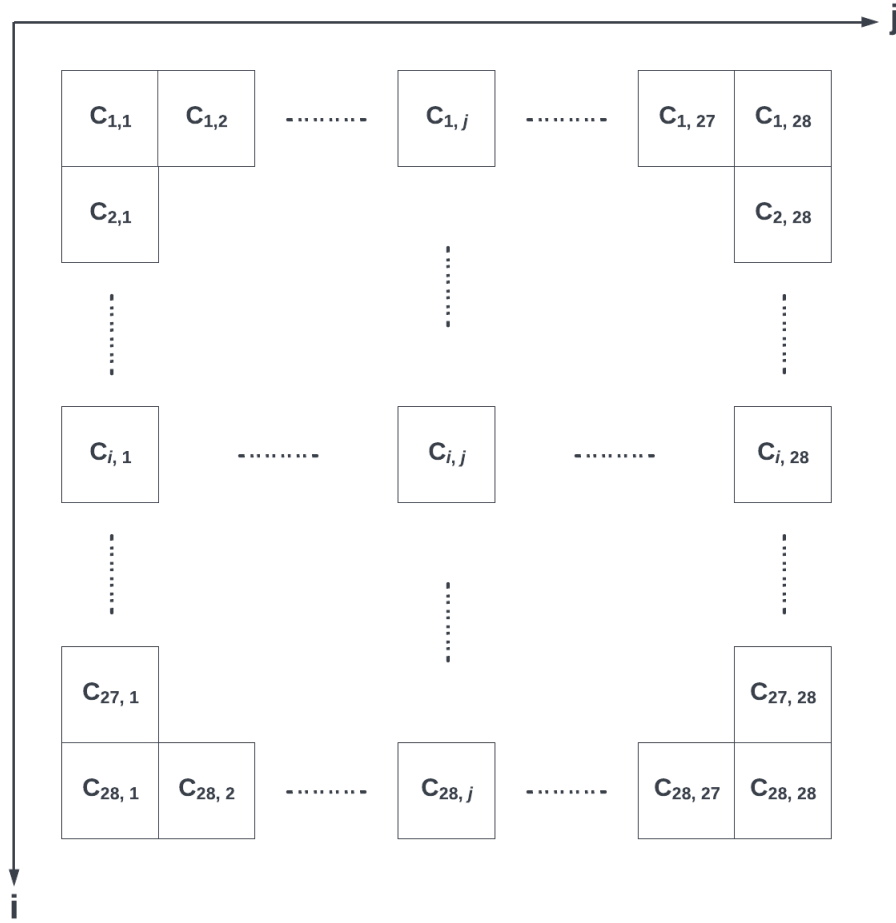 j
C1,1 C1,2 C1, j C1, 27 C1, 28
C2,1 C2, 28
Ci, 1 Ci, j Ci, 28
C27, 1 C27, 28
C28, 1 C28, 2 C28, j C28, 27 C28, 28
i